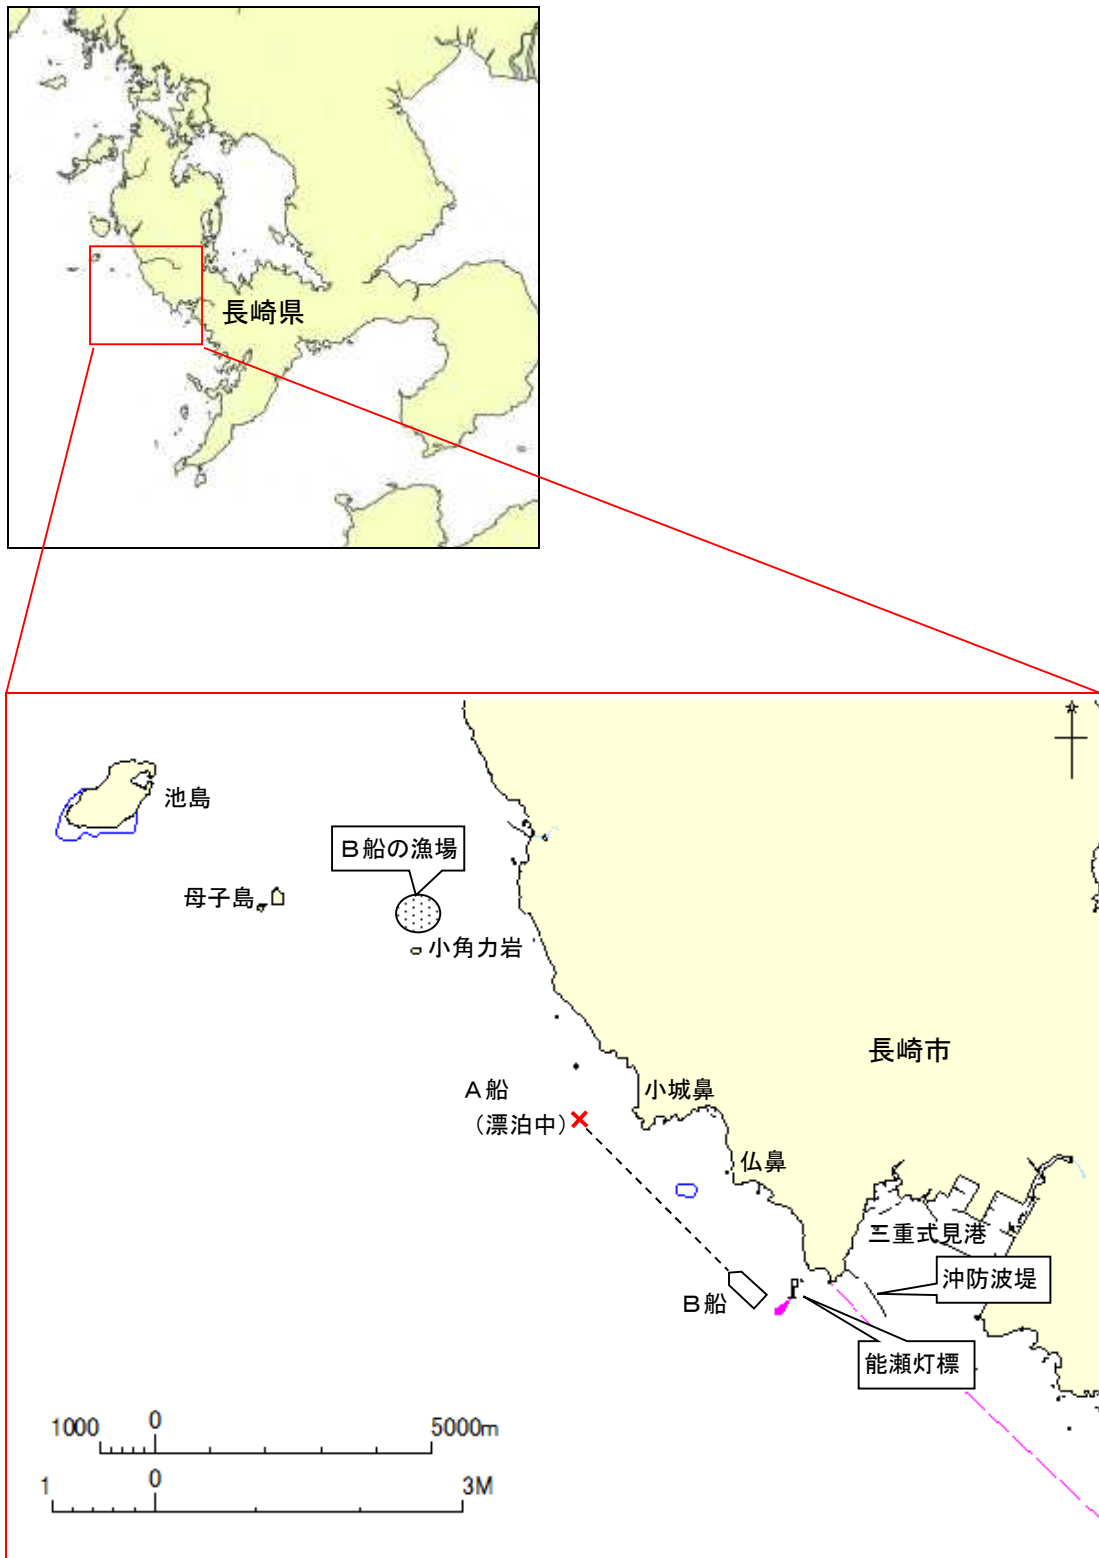 長崎県
池島
B船の漁場
母子島
小角力岩
長崎市
A船
(漂泊中)
小城鼻
仏鼻
三重式見港
沖防波堤
B船
能瀬灯標
1000 0 5000m
1 0 3M